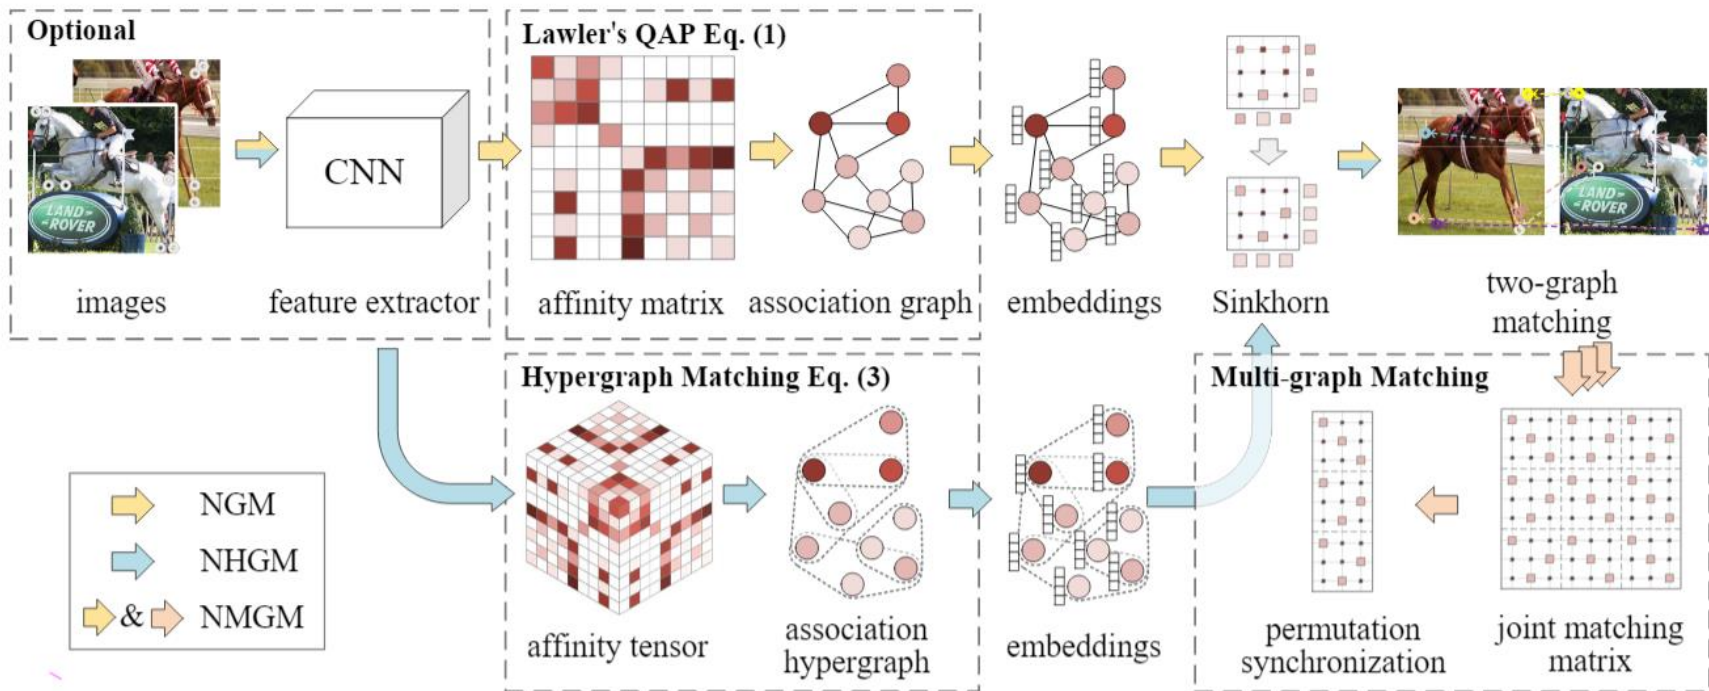 Optional
CNN
images
feature extractor
Lawler's QAP Eq. (1)
affinity matrix
association graph
embeddings
Sinkhorn
two-graph
matching
LAND-
ROVER
LAND-
ROVER
Hypergraph Matching Eq. (3)
affinity tensor
association
hypergraph
embeddings
Multi-graph Matching
permutation
synchronization
joint matching
matrix
NGM
NHGM
& NMGM